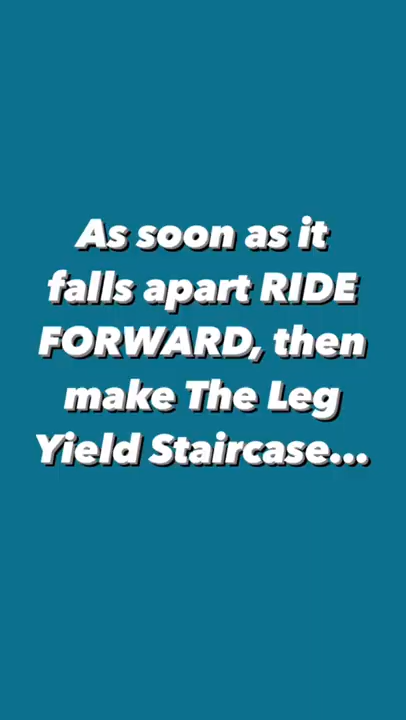 As soon as it
falls apart RIDE
FORWARD, then
make The Leg
Yield Staircase...